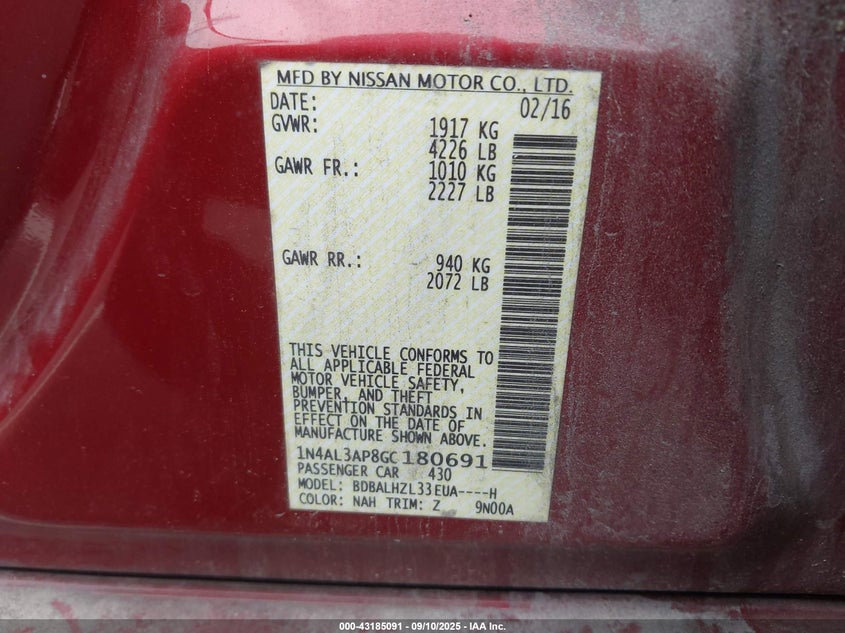 MFD BY NISSAN MOTOR CO., LTD.
DATE: 02/16
GVWR: 1917 KG
4226 LB
GAWR FR.: 1010 KG
2227 LB
GAWR RR.: 940 KG
2072 LB
THIS VEHICLE CONFORMS TO
ALL APPLICABLE FEDERAL
MOTOR VEHICLE SAFETY,
BUMPER, AND THEFT
PREVENTION STANDARDS IN
EFFECT ON THE DATE OF
MANUFACTURE SHOWN ABOVE.
1N4AL3AP8GC180691
PASSENGER CAR 430
MODEL: BDBALHZL33EUA----H
COLOR: NAH TRIM: Z 9N00A
000-43185091 - 09/10/2025 - IAA Inc.